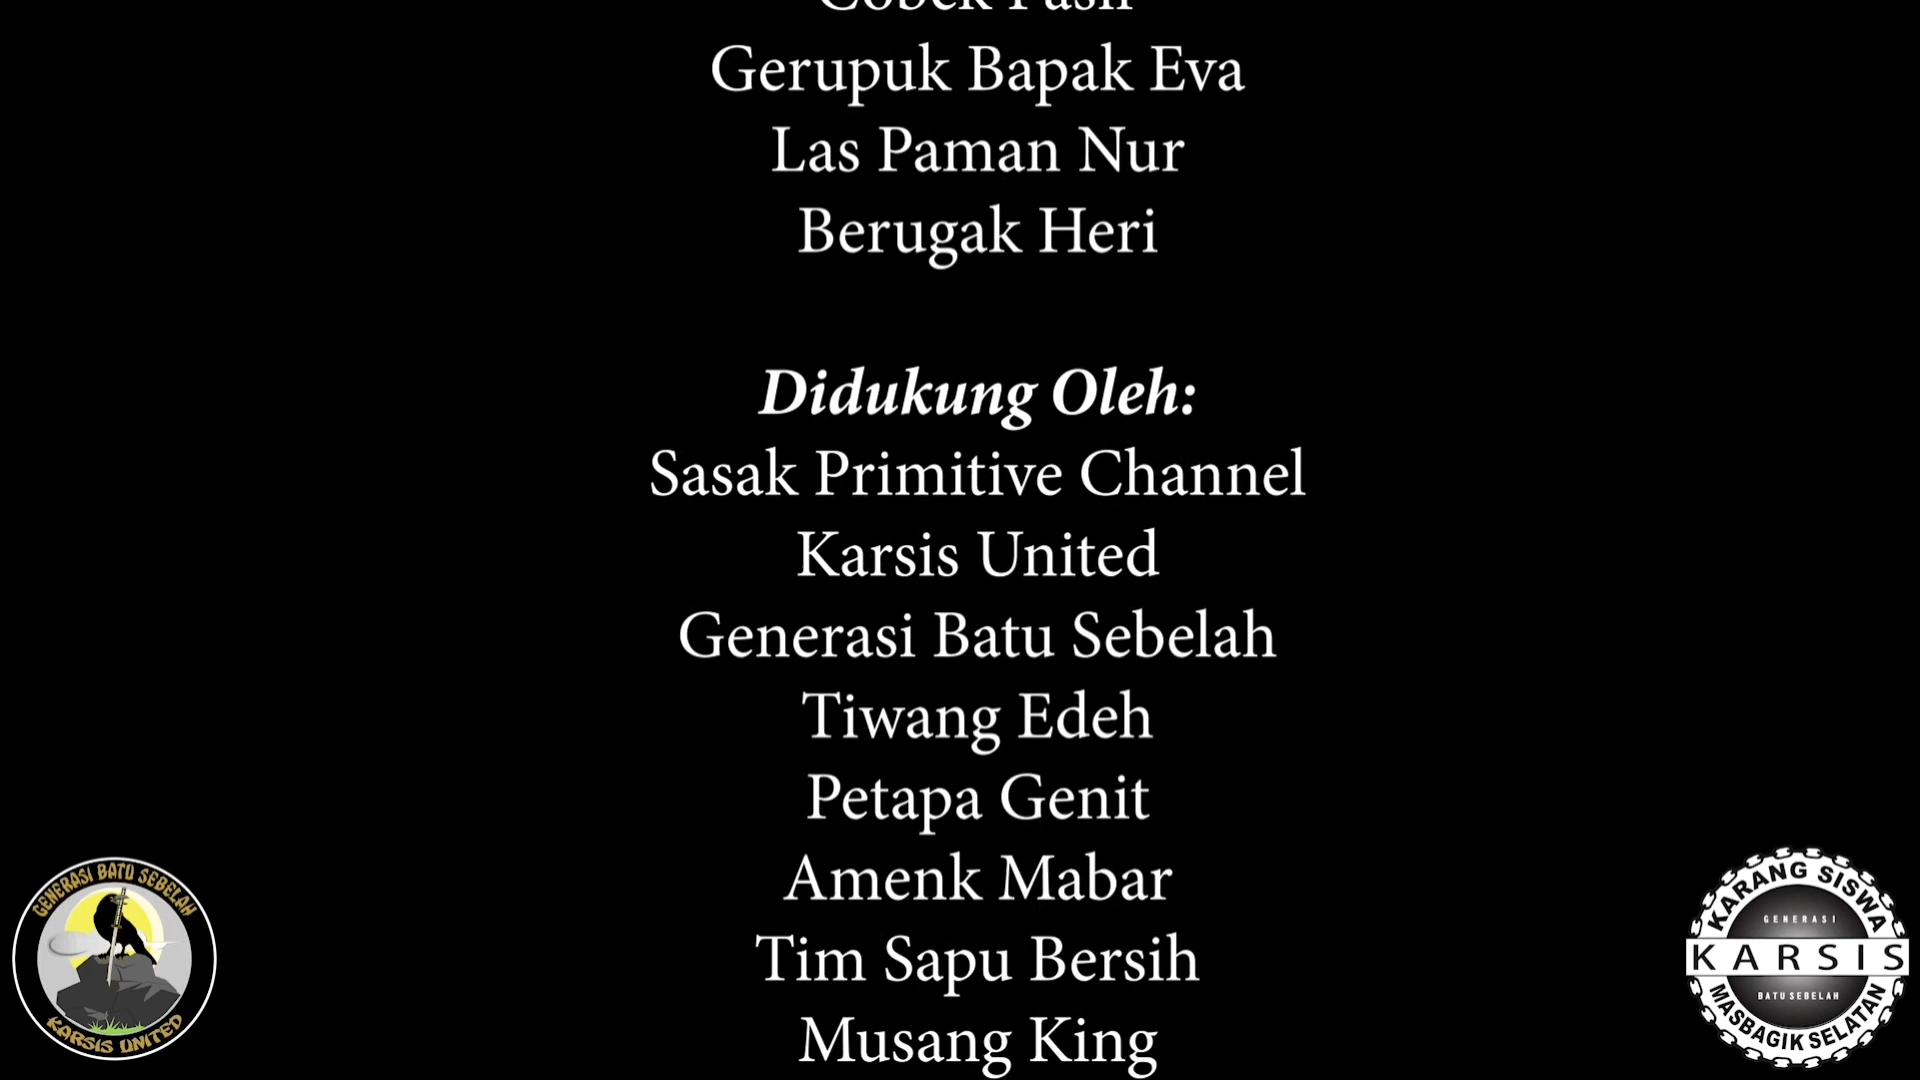 Gerupuk Bapak Eva
Las Paman Nur
Berugak Heri
Didukung Oleh:
Sasak Primitive Channel
Karsis United
Generasi Batu Sebelah
Tiwang Edeh
Petapa Genit
Amenk Mabar
Tim Sapu Bersih
Musang King
GENERASI BATU SEBELAH
KARSIS UNITED
KARANG SISWA
GENERASI
KARSIS
BATU SEBELAH
MASBAGIK SELATAN